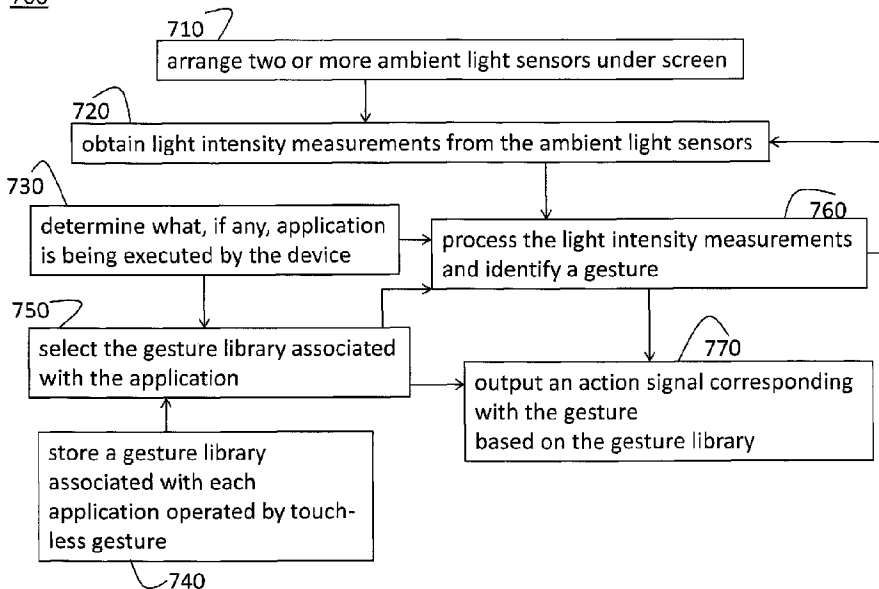 700
710
arrange two or more ambient light sensors under screen
720
obtain light intensity measurements from the ambient light sensors
730
determine what, if any, application
is being executed by the device
760
process the light intensity measurements
and identify a gesture
750
select the gesture library associated
with the application
770
output an action signal corresponding
with the gesture
based on the gesture library
store a gesture library
associated with each
application operated by touch-
less gesture
740